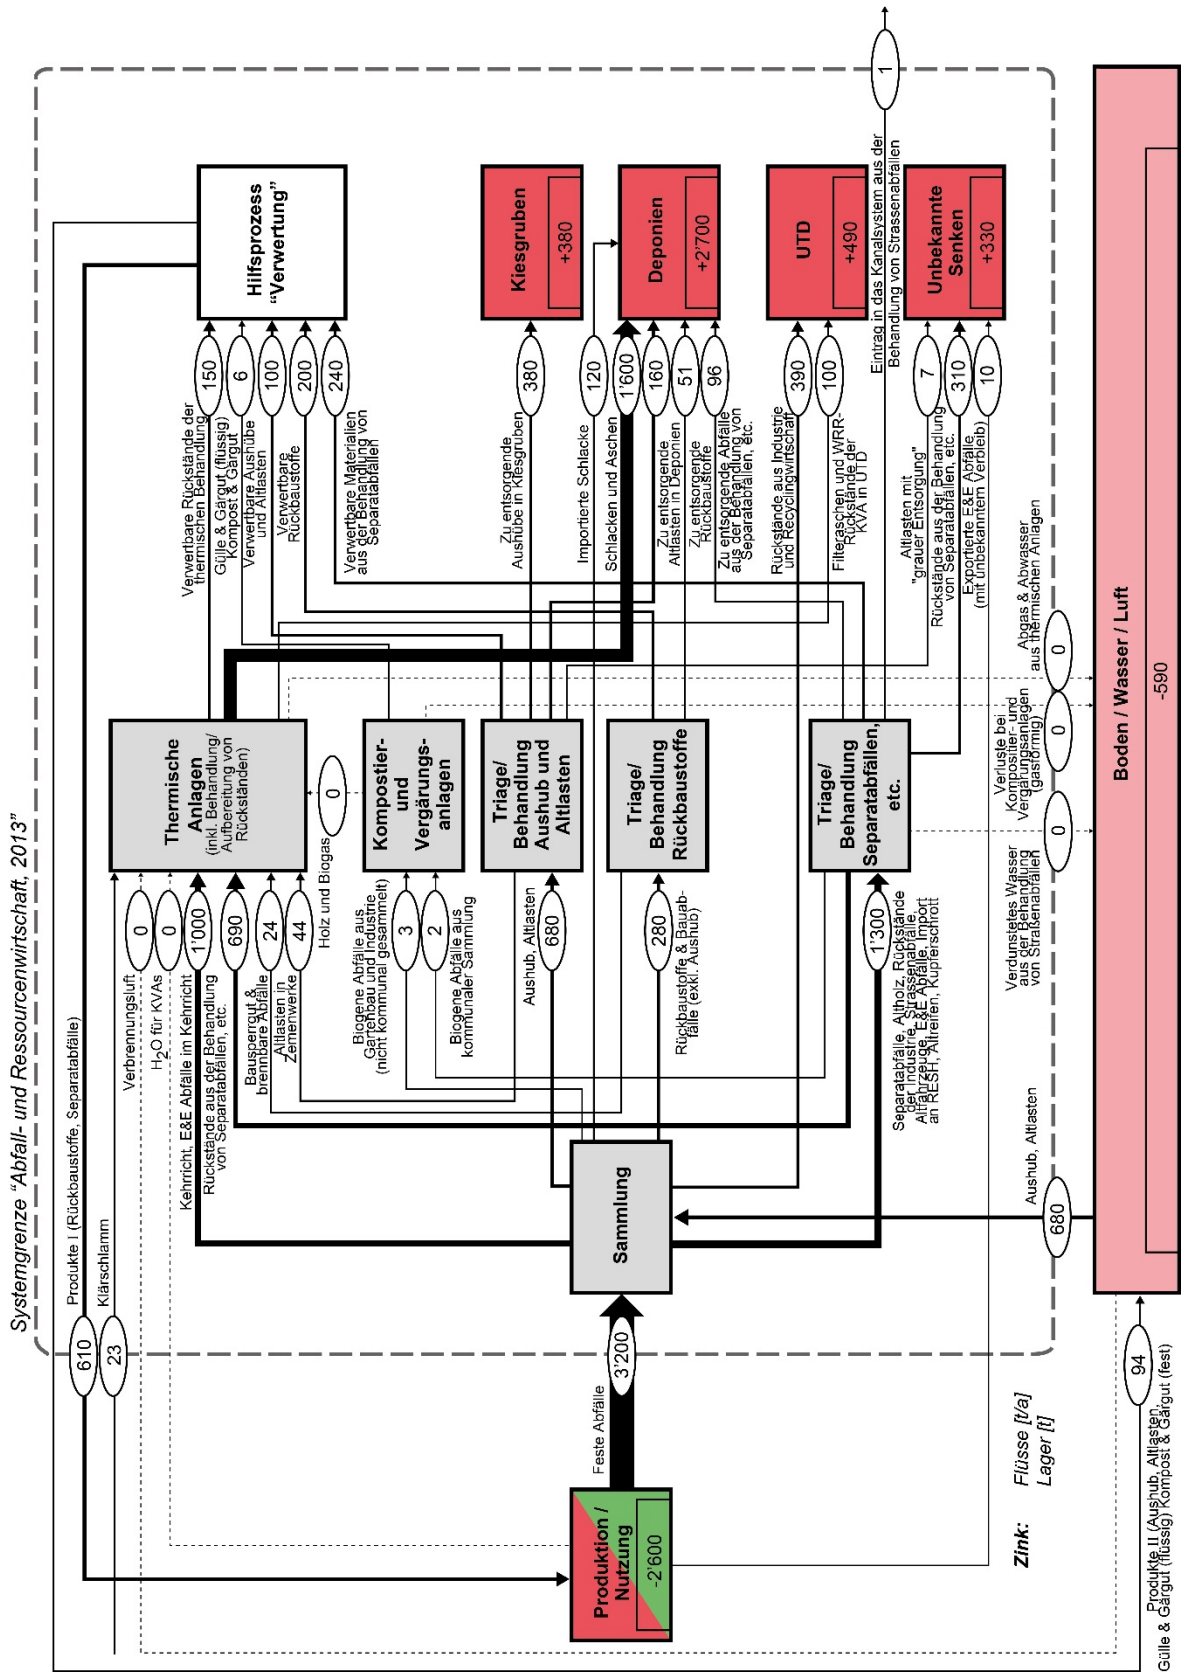 Systemgrenze "Abfall- und Ressourcenwirtschaft, 2013"
Produkte I (Rückbaustoffe, Separatabfälle)
610
Klärschlamm
23
Verbrennungsluft
0
H2O für KVAs
0
Kehrricht, E&E Abfälle im Kehrricht
1'000
Rückstände aus der Behandlung
von Separatabfällen, etc.
690
Bausperrgut &
brennbare Abfälle
24
Altlasten in
Zemenwerke
44
Holz und Biogas
0
Biogene Abfälle aus
Gartenbau und Industrie
(nicht kommunal gesammelt)
3
Biogene Abfälle aus
kommunaler Sammlung
2
Aushub, Altlasten
680
Rückbaustoffe & Bauab-
fälle (exkl. Aushub)
280
Separatabfälle, Altholz, Rückstände
der Industrie, Strassenabfälle,
Altfahrzeuge, E&E Abfälle, Import
an RESH, Altreifen, Kupferschrott
1'300
Feste Abfälle
3'200
Produktion /
Nutzung
-2'600
Sammlung
Thermische
Anlagen
(inkl. Behandlung/
Aufbereitung von
Rückständen)
Kompostier-
und
Vergärungs-
anlagen
Triage/
Behandlung
Aushub und
Altlasten
Triage/
Behandlung
Rückbaustoffe
Triage/
Behandlung
Separatabfällen,
etc.
Verwertbare Rückstände der
thermischen Behandlung
150
Gülle & Gärgut (flüssig)
Kompost & Gärgut
6
Verwertbare Aushübe
und Altlasten
100
Verwertbare
Rückbaustoffe
200
Verwertbare Materialien
aus der Behandlung von
Separatabfällen
240
Hilfsprozess
"Verwertung"
Zu entsorgende
Aushübe in Kiesgruben
380
Kiesgruben
+380
Importierte Schlacke
120
Schlacken und Aschen
1'600
160
Zu entsorgende
Altlasten in Deponien
51
Zu entsorgende
Rückbaustoffe
96
Zu entsorgende Abfälle
aus der Behandlung von
Separatabfällen, etc.
Deponien
+2'700
Rückstände aus Industrie
und Recyclingwirtschaft
390
Filteraschen und WRR-
Rückstände der
KVA in UTD
100
UTD
+490
Eintrag in das Kanalsystem aus der
Behandlung von Strassenabfällen
1
Altlasten mit
"grauer Entsorgung"
7
Rückstände aus der Behandlung
von Separatabfällen, etc.
310
Exportierte E&E Abfälle
(mit unbekanntem Verbleib)
10
Unbekannte
Senken
+330
Aushub, Altlasten
680
Verdunstetes Wasser
aus der Behandlung
von Straßenabfällen
0
Verluste bei
Kompositier- und
Vergärungsanlagen
(gasförmig)
0
Abgas & Abwasser
aus thermischen Anlagen
0
Boden / Wasser / Luft
-590
94
Produkte II (Aushub, Altlasten,
Gülle & Gärgut (flüssig) Kompost & Gärgut (fest)
Zink: Flüsse [t/a]
Lager [t]